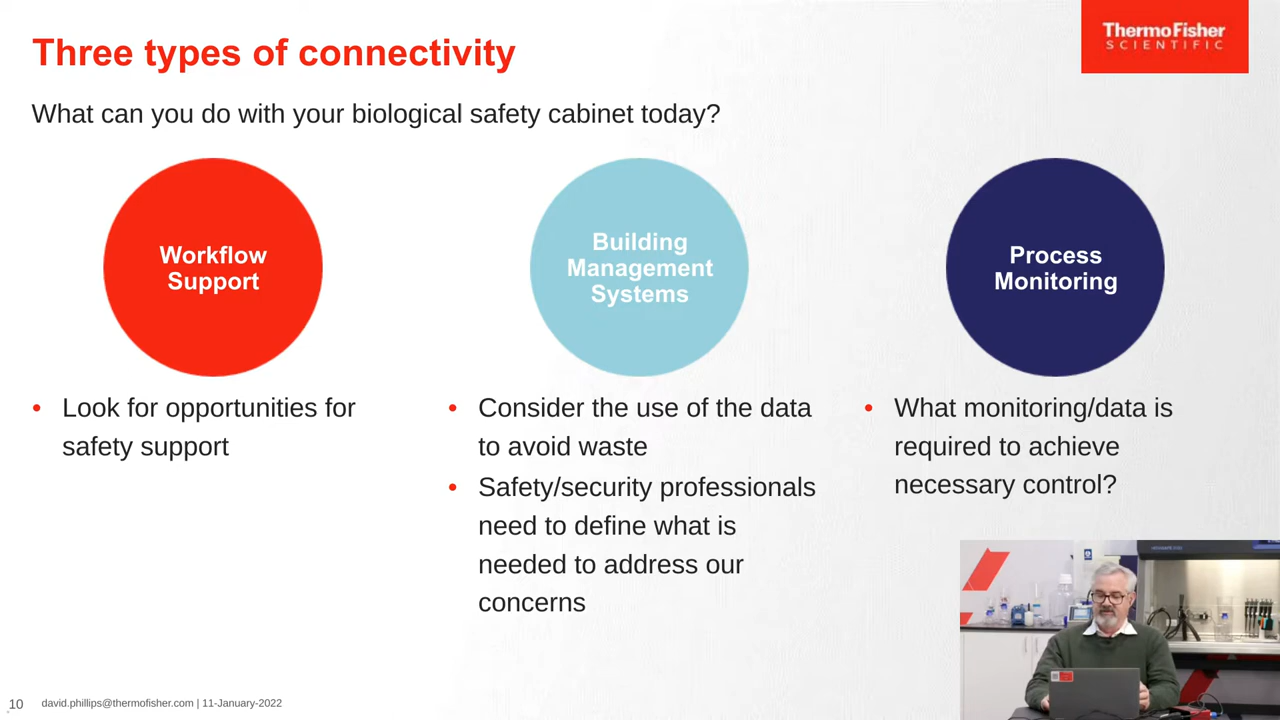 Three types of connectivity
ThermoFisher
SCIENTIFIC
What can you do with your biological safety cabinet today?
Workflow
Support
Building
Management
Systems
Process
Monitoring
• Look for opportunities for
safety support
• Consider the use of the data
to avoid waste
• Safety/security professionals
need to define what is
needed to address our
concerns
• What monitoring/data is
required to achieve
necessary control?
10 david.phillips@thermofisher.com | 11-January-2022